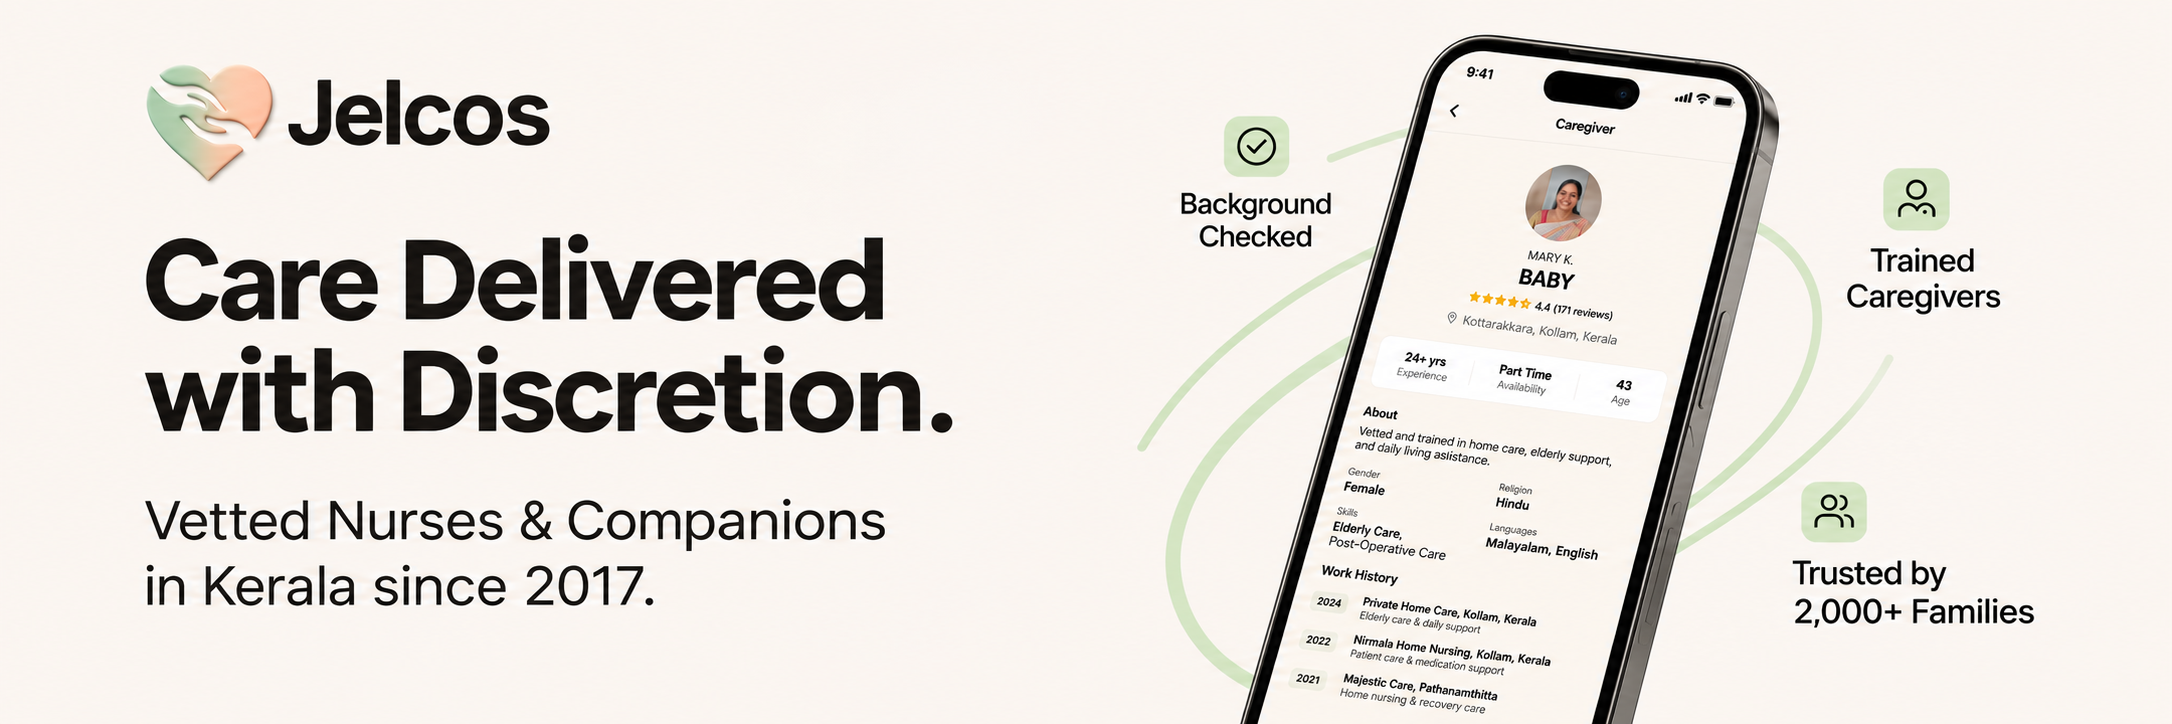 Jelcos
Care Delivered
with Discretion.
Vetted Nurses & Companions
in Kerala since 2017.
Background
Checked
9:41
Caregiver
MARY K.
BABY
4.4 (171 reviews)
Kottarakkara, Kollam, Kerala
24+ yrs
Experience
Part Time
Availability
43
Age
About
Vetted and trained in home care, elderly support,
and daily living aslistance.
Gender
Female
Religion
Hindu
Skills
Elderly Care,
Post-Operative Care
Languages
Malayalam, English
Work History
2024
Private Home Care, Kollam, Kerala
Elderly care & daily support
2022
Nirmala Home Nursing, Kollam, Kerala
Patient care & medication support
2021
Majestic Care, Pathanamthitta
Home nursing & recovery care
Trained
Caregivers
Trusted by
2,000+ Families